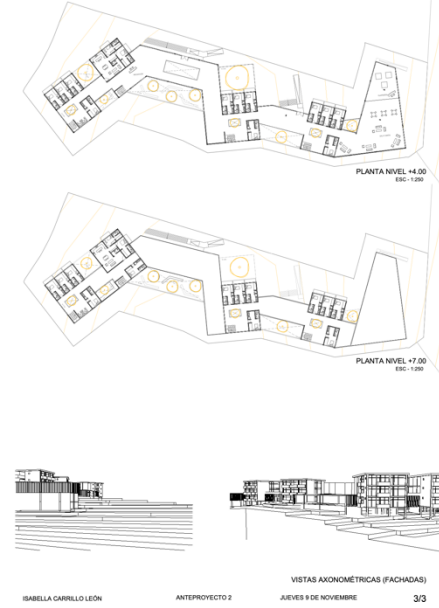 PLANTA NIVEL +4.00
ESC - 1:250
PLANTA NIVEL +7.00
ESC - 1:250
VISTAS AXONOMÉTRICAS (FACHADAS)
ISABELLA CARRILLO LEÓN
ANTEPROYECTO 2
JUEVES 9 DE NOVIEMBRE
3/3